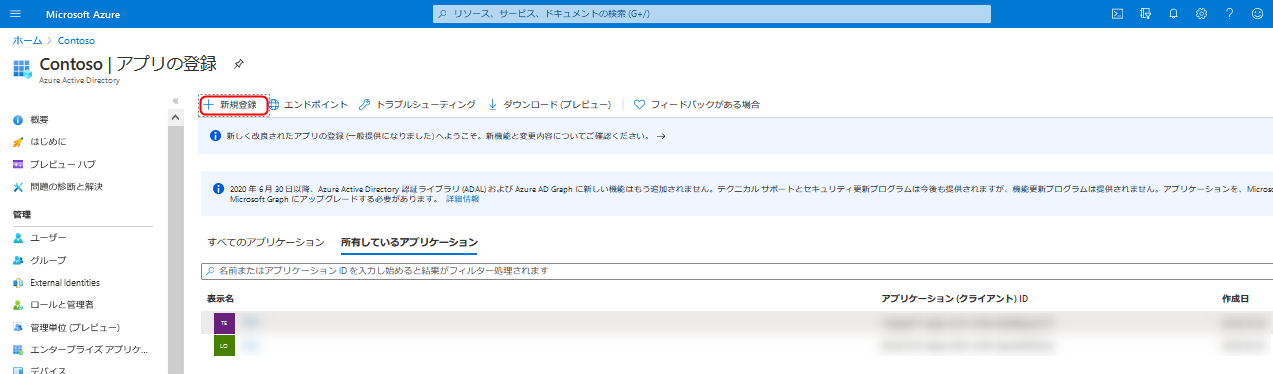 Microsoft Azure
リソース、サービス、ドキュメントの検索 (G+/)
ホーム > Contoso
Contoso | アプリの登録
Azure Active Directory
新規登録 エンドポイント トラブルシューティング ダウンロード (プレビュー) フィードバックがある場合
概要
はじめに
プレビュー ハブ
問題の診断と解決
管理
ユーザー
グループ
External Identities
ロールと管理者
管理単位 (プレビュー)
エンタープライズ アプリケ...
デバイス
新しく改良されたアプリの登録 (一般提供になりました) へようこそ。新機能と変更内容についてご確認ください。 →
2020 年 6 月 30 日以降、Azure Active Directory 認証ライブラリ (ADAL) および Azure AD Graph に新しい機能はもう追加されません。テクニカル サポートとセキュリティ更新プログラムは今後も提供されますが、機能更新プログラムは提供されません。アプリケーションを、Micros
Microsoft Graph にアップグレードする必要があります。 詳細情報
すべてのアプリケーション 所有しているアプリケーション
名前またはアプリケーション ID を入力し始めると結果がフィルター処理されます
表示名 アプリケーション (クライアント) ID 作成日
TE
LO